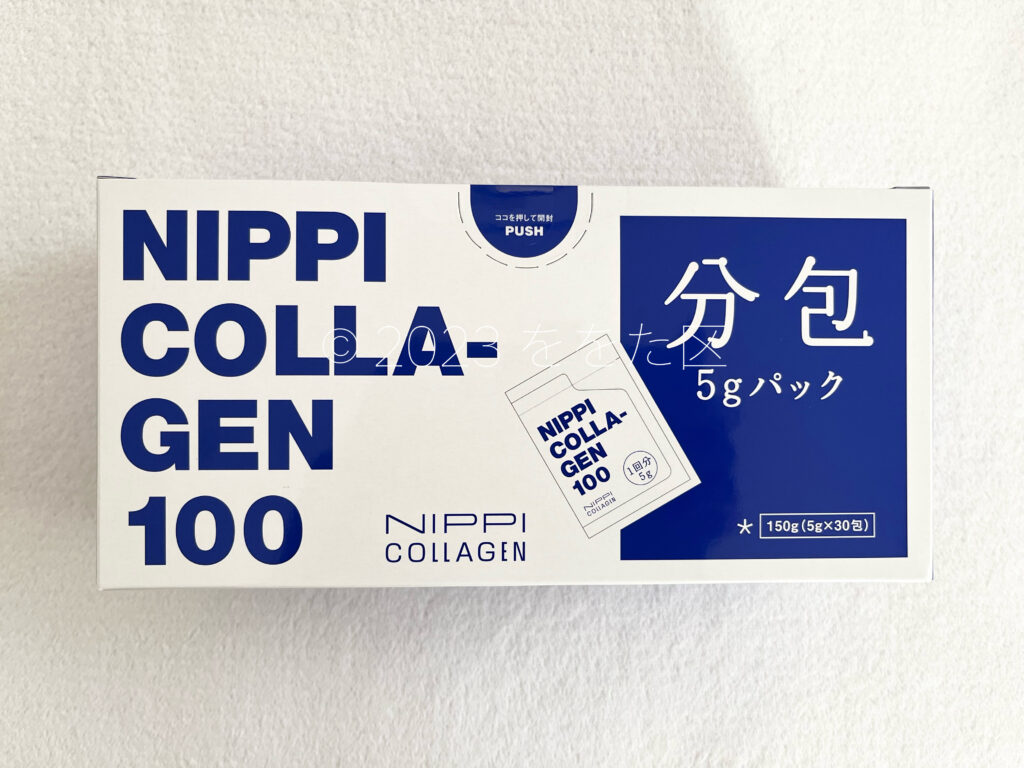 NIPPI
COLLA-
GEN
100
NIPPI
COLLAGEN
ココを押して開封
PUSH
NIPPI
COLLA-
GEN
100
1回分
5g
NIPPI
COLLAGEN
分包
5gパック
* 150g(5g×30包)
© 2023 ををた区